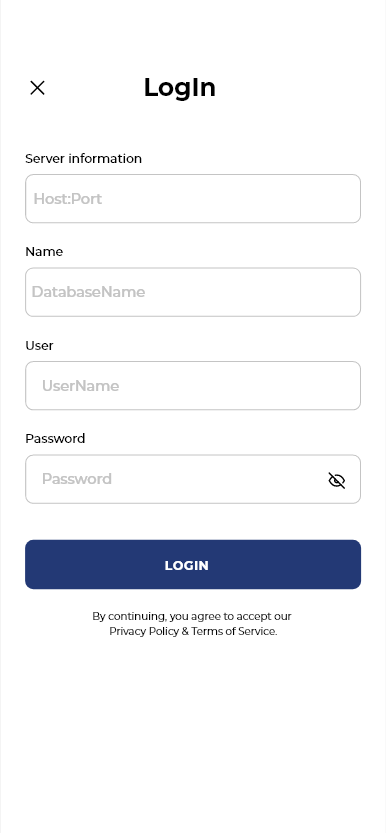 LogIn
Server information
Host:Port
Name
DatabaseName
User
UserName
Password
Password
LOGIN
By continuing, you agree to accept our
Privacy Policy & Terms of Service.